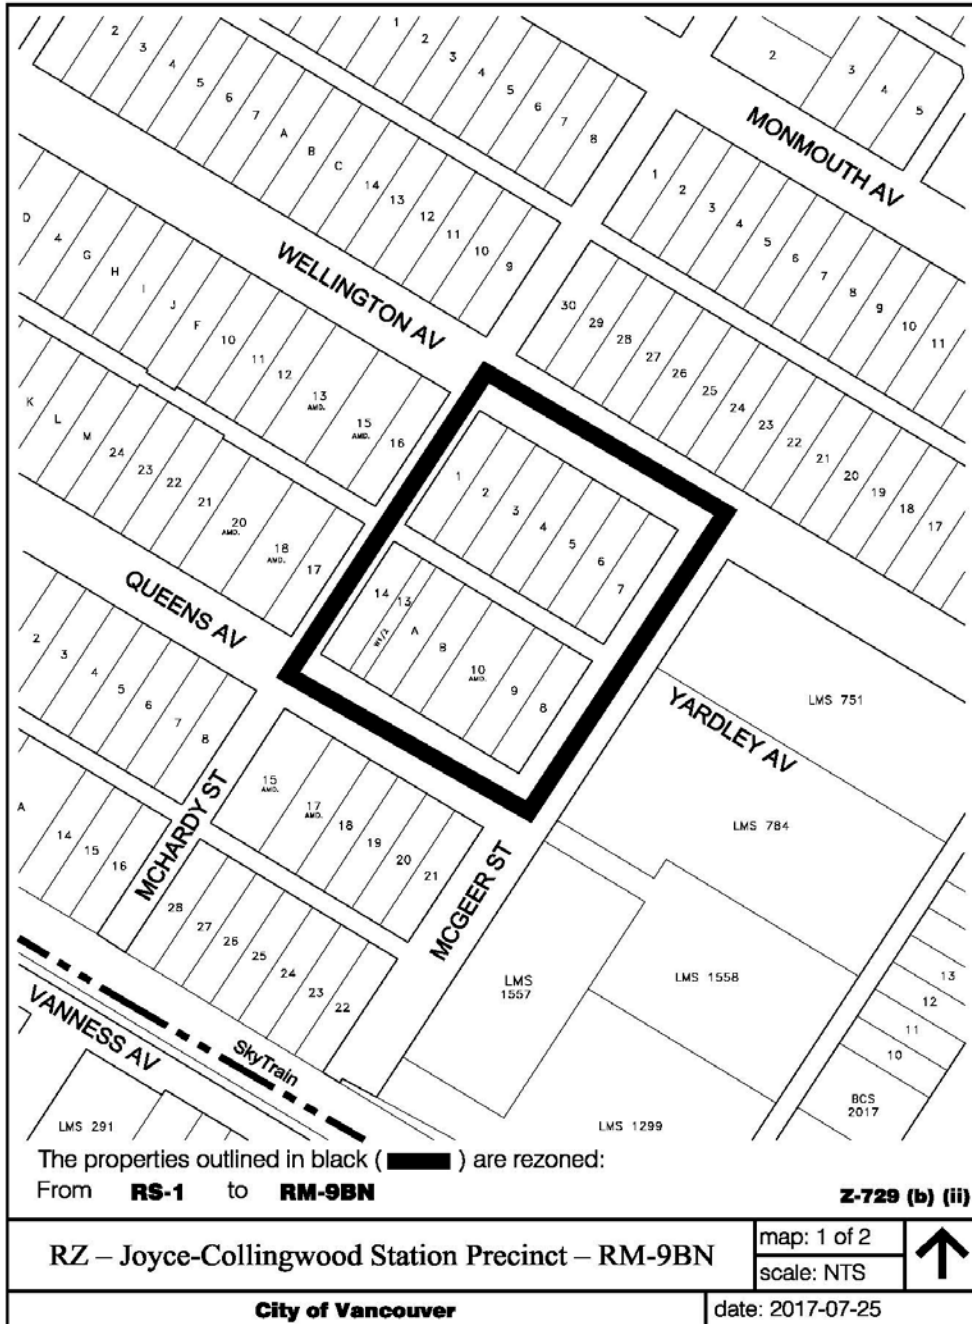 2 3 4 5 6 7 A B C 14 13 12 11 10 9
1 2 3 4 5 6 7 8
2 3 4 5
MONMOUTH AV
1 2 3 4 5 6 7 8 9 10 11
WELLINGTON AV
30 29 28 27 26 25 24 23 22 21 20 19 18 17
D 4 G H I J F 10 11 12 13 AMD. 15 AMD. 16
K L M 24 23 22 21 20 AMD. 18 AMD. 17
1 2 3 4 5 6 7
14 13 W1/2 A B 10 AMD. 9 8
QUEENS AV
2 3 4 5 6 7 8
YARDLEY AV
LMS 751
LMS 784
15 AMD. 17 AMD. 18 19 20 21
MCHARDY ST
A 14 15 16
MCGEER ST
28 27 26 25 24 23 22
LMS
1557
LMS 1558
13
12
11
10
BCS
2017
VANNESS AV
SkyTrain
LMS 291
LMS 1299
The properties outlined in black ( ) are rezoned:
From RS-1 to RM-9BN
Z-729 (b) (ii)
RZ – Joyce-Collingwood Station Precinct – RM-9BN
map: 1 of 2
scale: NTS
City of Vancouver
date: 2017-07-25